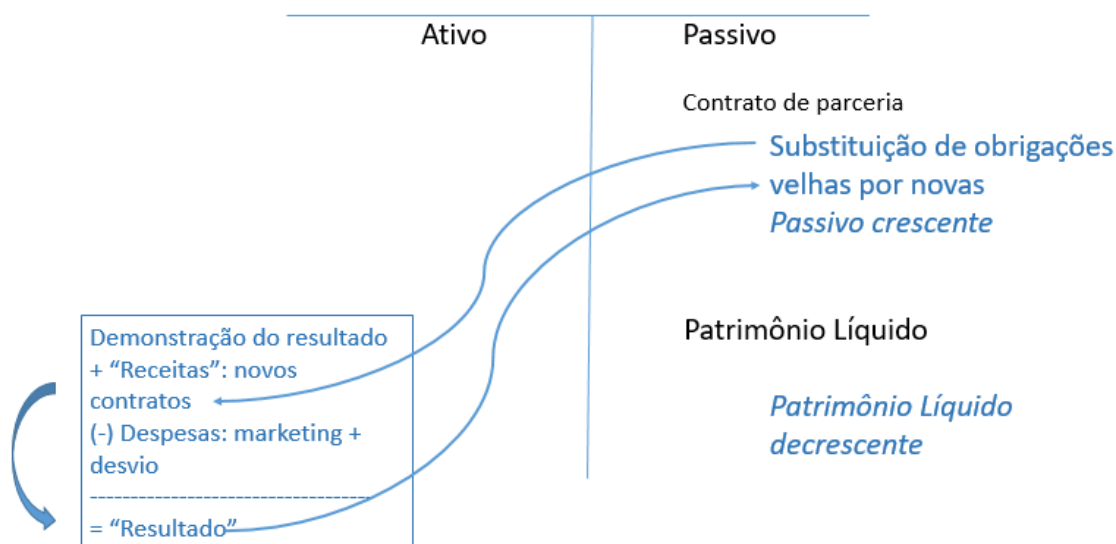 Ativo
Passivo
Contrato de parceria
Substituição de obrigações
velhas por novas
Passivo crescente
Patrimônio Líquido
Patrimônio Líquido
decrescente
Demonstração do resultado
+ “Receitas”: novos
contratos
(-) Despesas: marketing +
desvio
-----------------------------------
= “Resultado”